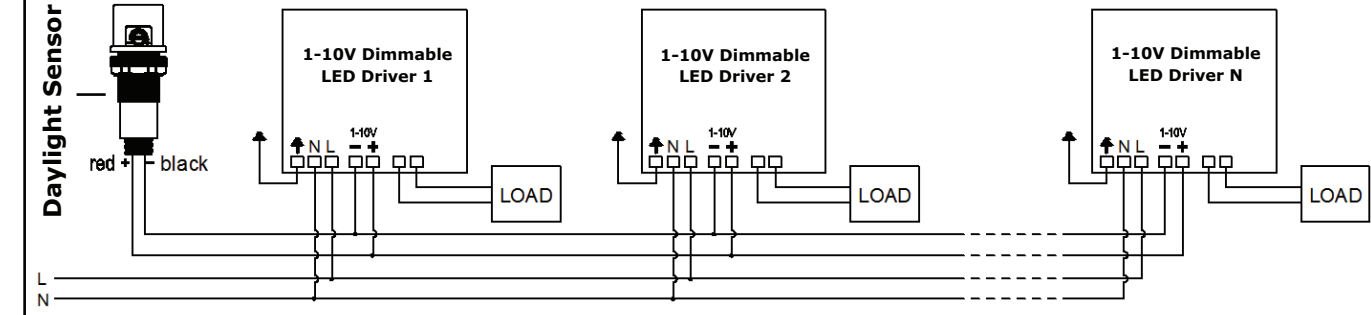 Daylight Sensor
red + - black
1-10V Dimmable
LED Driver 1
N L
1-10V
- +
LOAD
1-10V Dimmable
LED Driver 2
N L
1-10V
- +
LOAD
1-10V Dimmable
LED Driver N
N L
1-10V
- +
LOAD
L
N